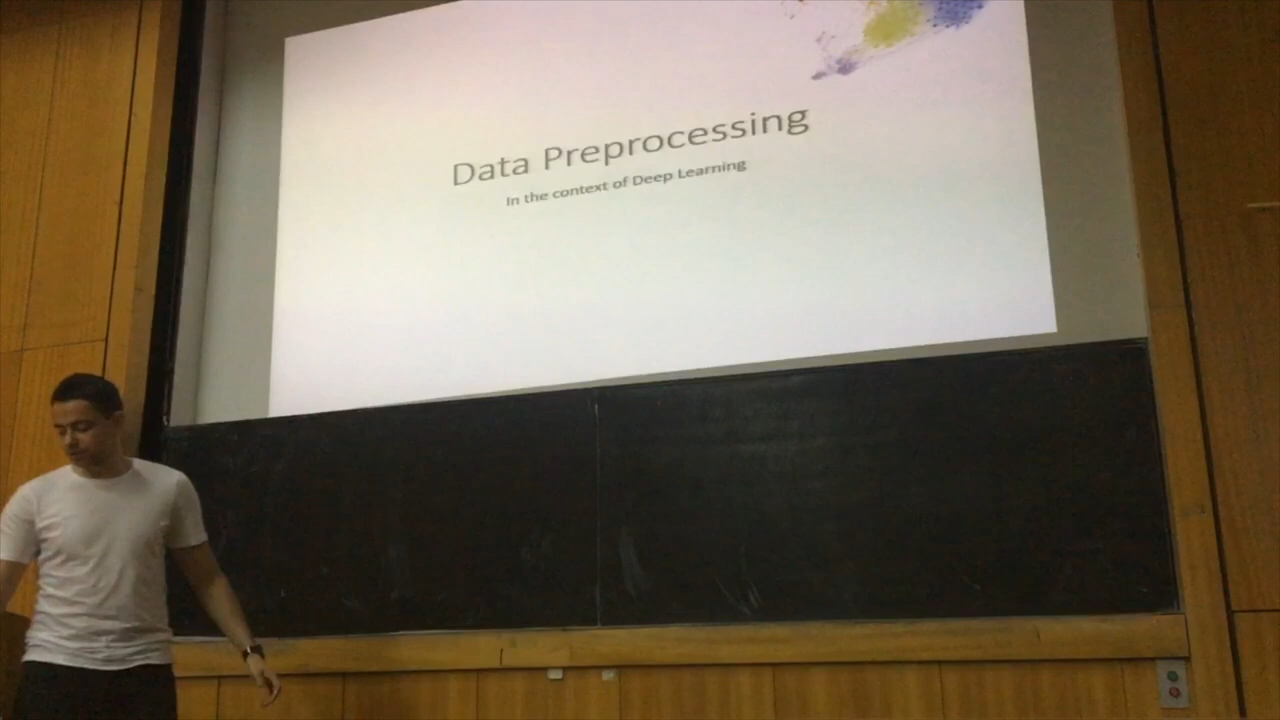 Data Preprocessing
In the context of Deep Learning